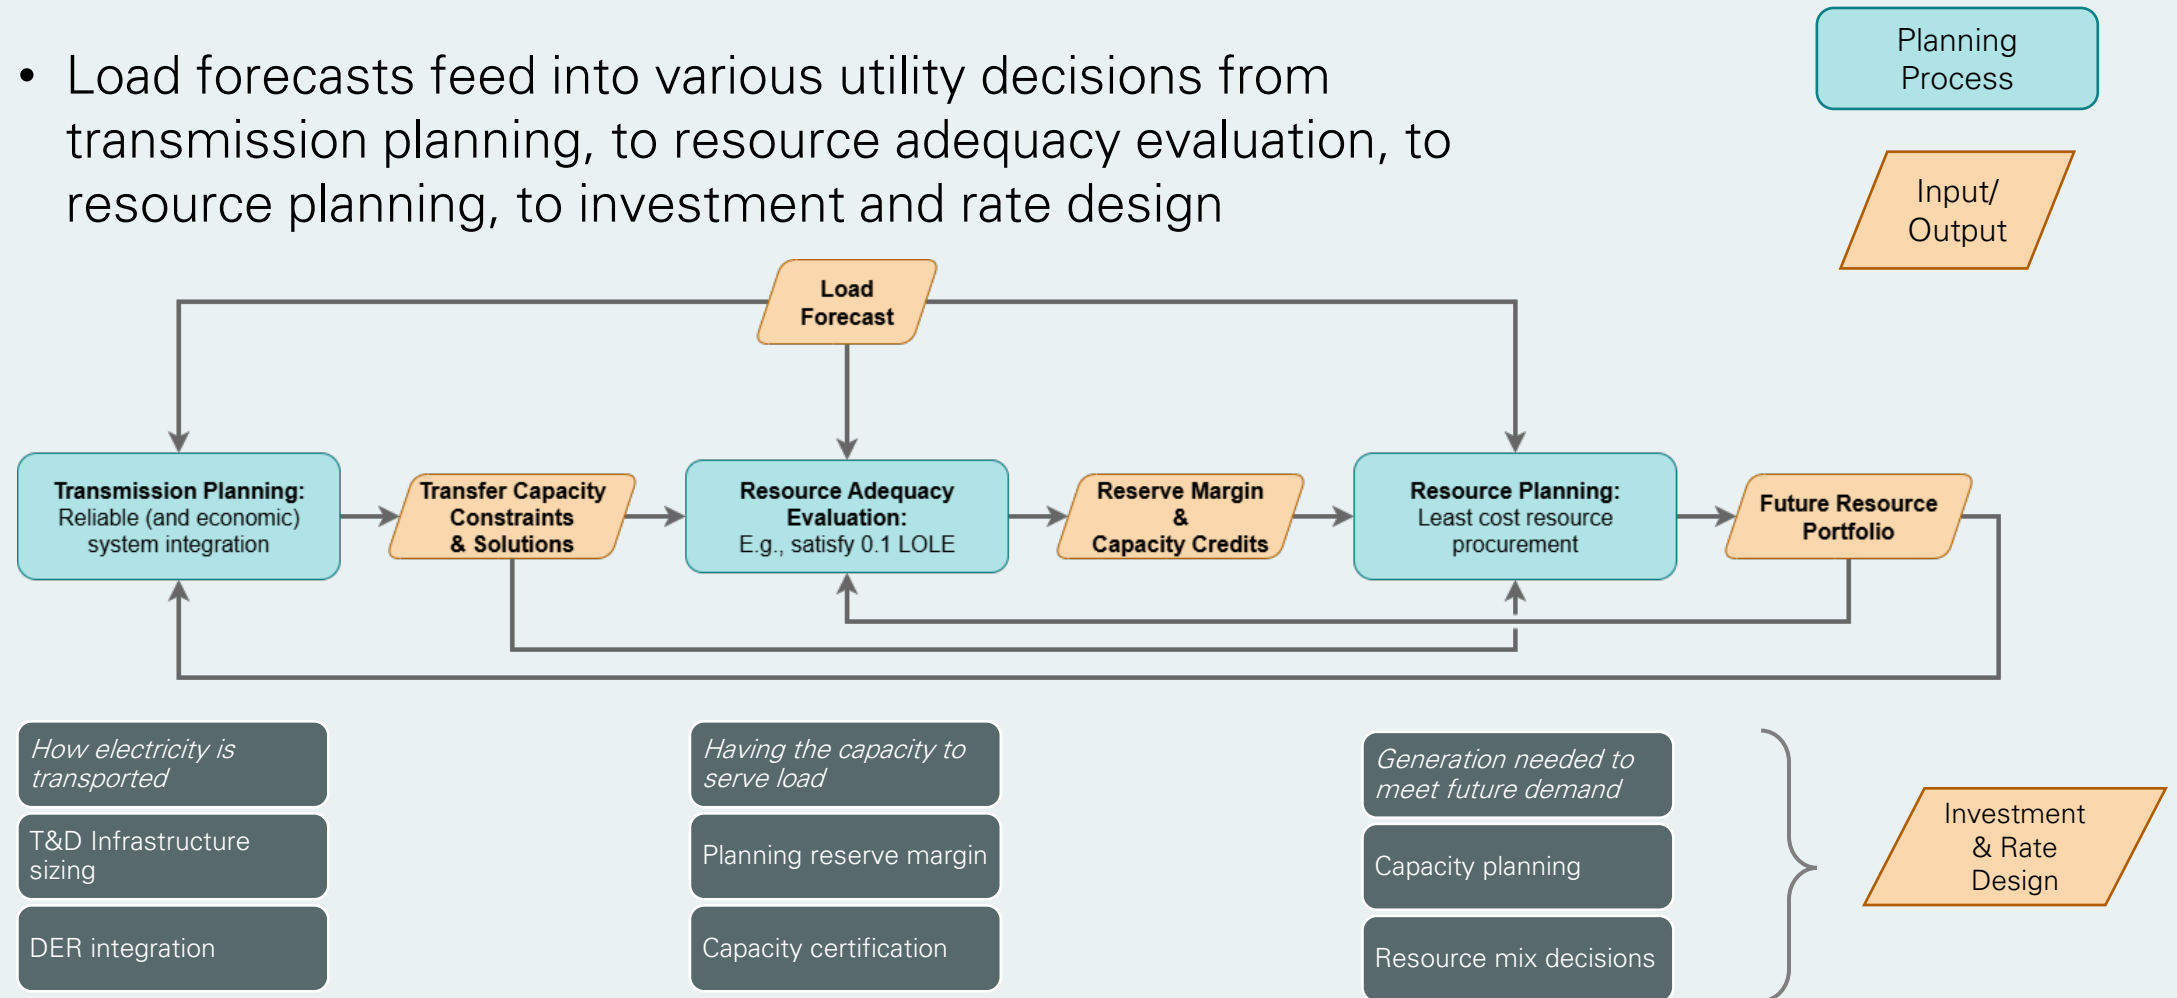 • Load forecasts feed into various utility decisions from
transmission planning, to resource adequacy evaluation, to
resource planning, to investment and rate design
Planning
Process
Input/
Output
Load
Forecast
Transmission Planning:
Reliable (and economic)
system integration
Transfer Capacity
Constraints
& Solutions
Resource Adequacy
Evaluation:
E.g., satisfy 0.1 LOLE
Reserve Margin
&
Capacity Credits
Resource Planning:
Least cost resource
procurement
Future Resource
Portfolio
How electricity is
transported
T&D Infrastructure
sizing
DER integration
Having the capacity to
serve load
Planning reserve margin
Capacity certification
Generation needed to
meet future demand
Capacity planning
Resource mix decisions
Investment
& Rate
Design